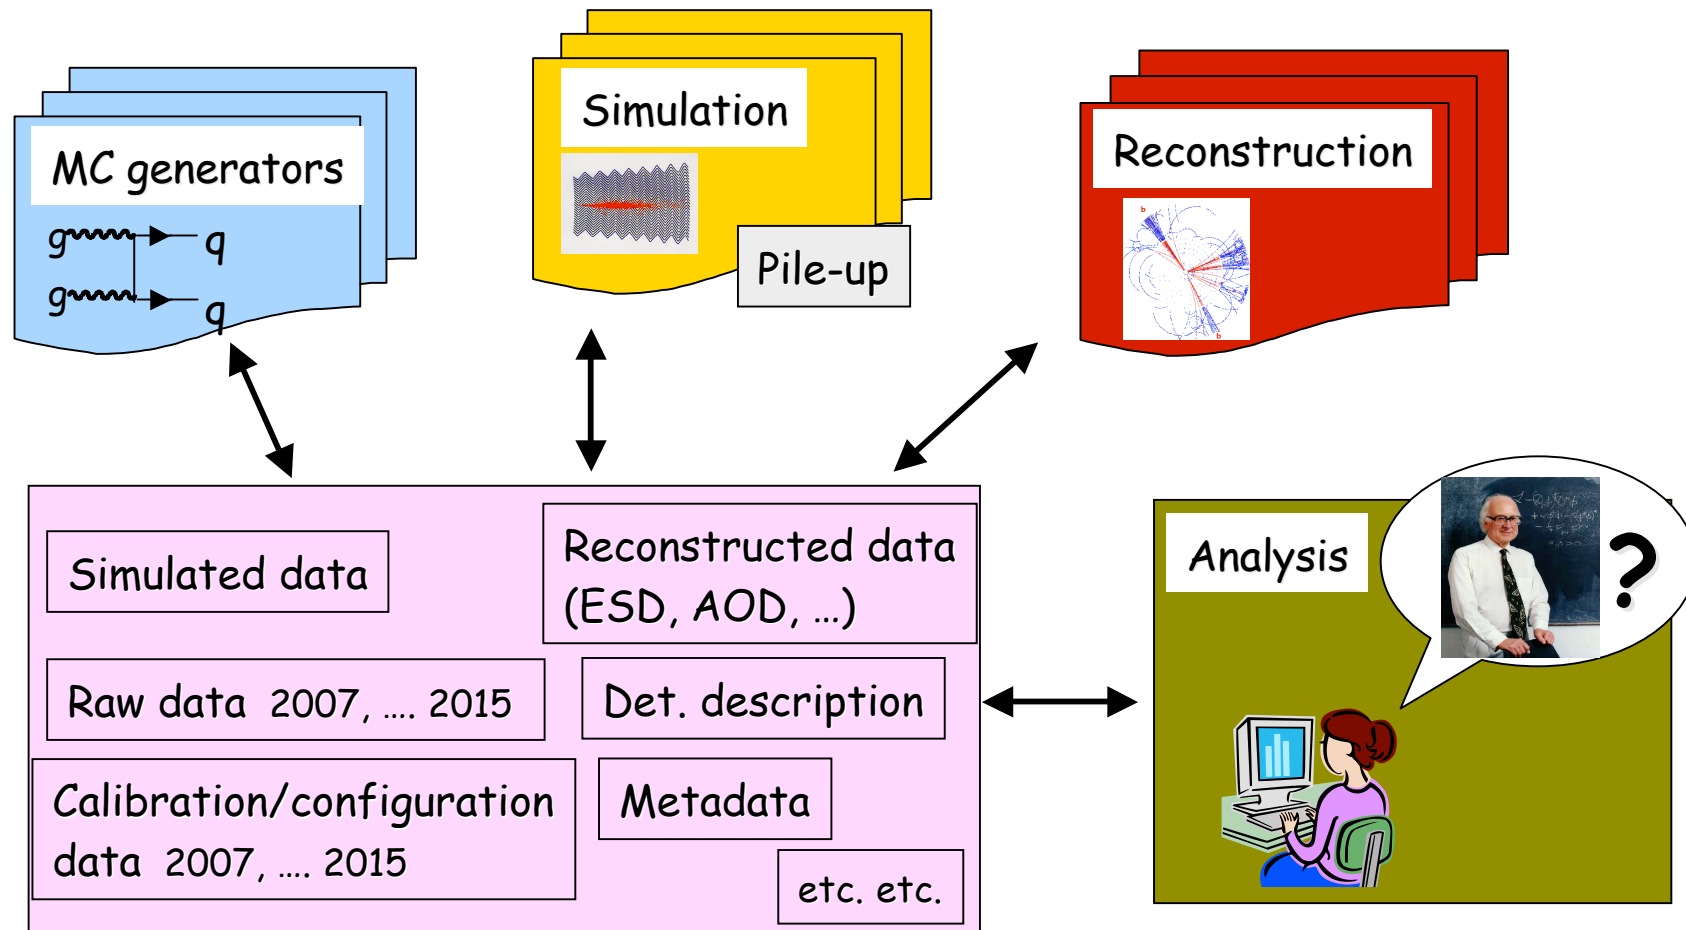 MC generators
g q
g q
Simulation
Pile-up
Reconstruction
b
b
Simulated data
Reconstructed data
(ESD, AOD, ...)
Raw data 2007, .... 2015
Det. description
Calibration/configuration
data 2007, .... 2015
Metadata
etc. etc.
Analysis
?